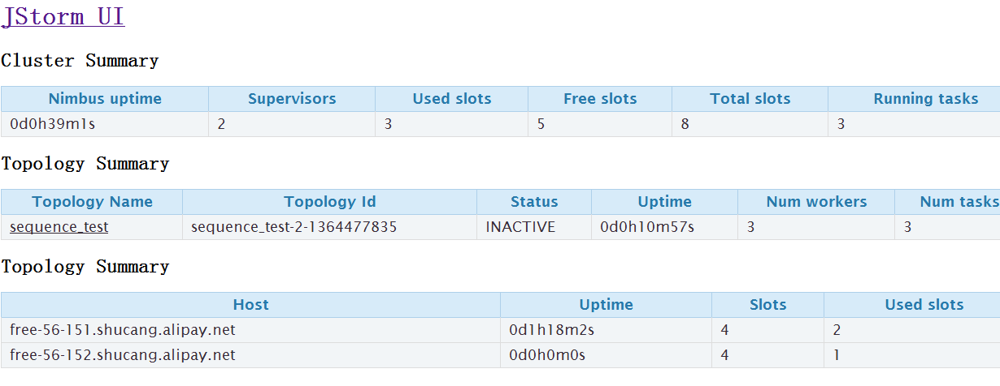 JStorm UI
Cluster Summary
Nimbus uptime Supervisors Used slots Free slots Total slots Running tasks
0d0h39m1s 2 3 5 8 3
Topology Summary
Topology Name Topology Id Status Uptime Num workers Num tasks
sequence_test sequence_test-2-1364477835 INACTIVE 0d0h10m57s 3 3
Topology Summary
Host Uptime Slots Used slots
free-56-151.shucang.alipay.net 0d1h18m2s 4 2
free-56-152.shucang.alipay.net 0d0h0m0s 4 1